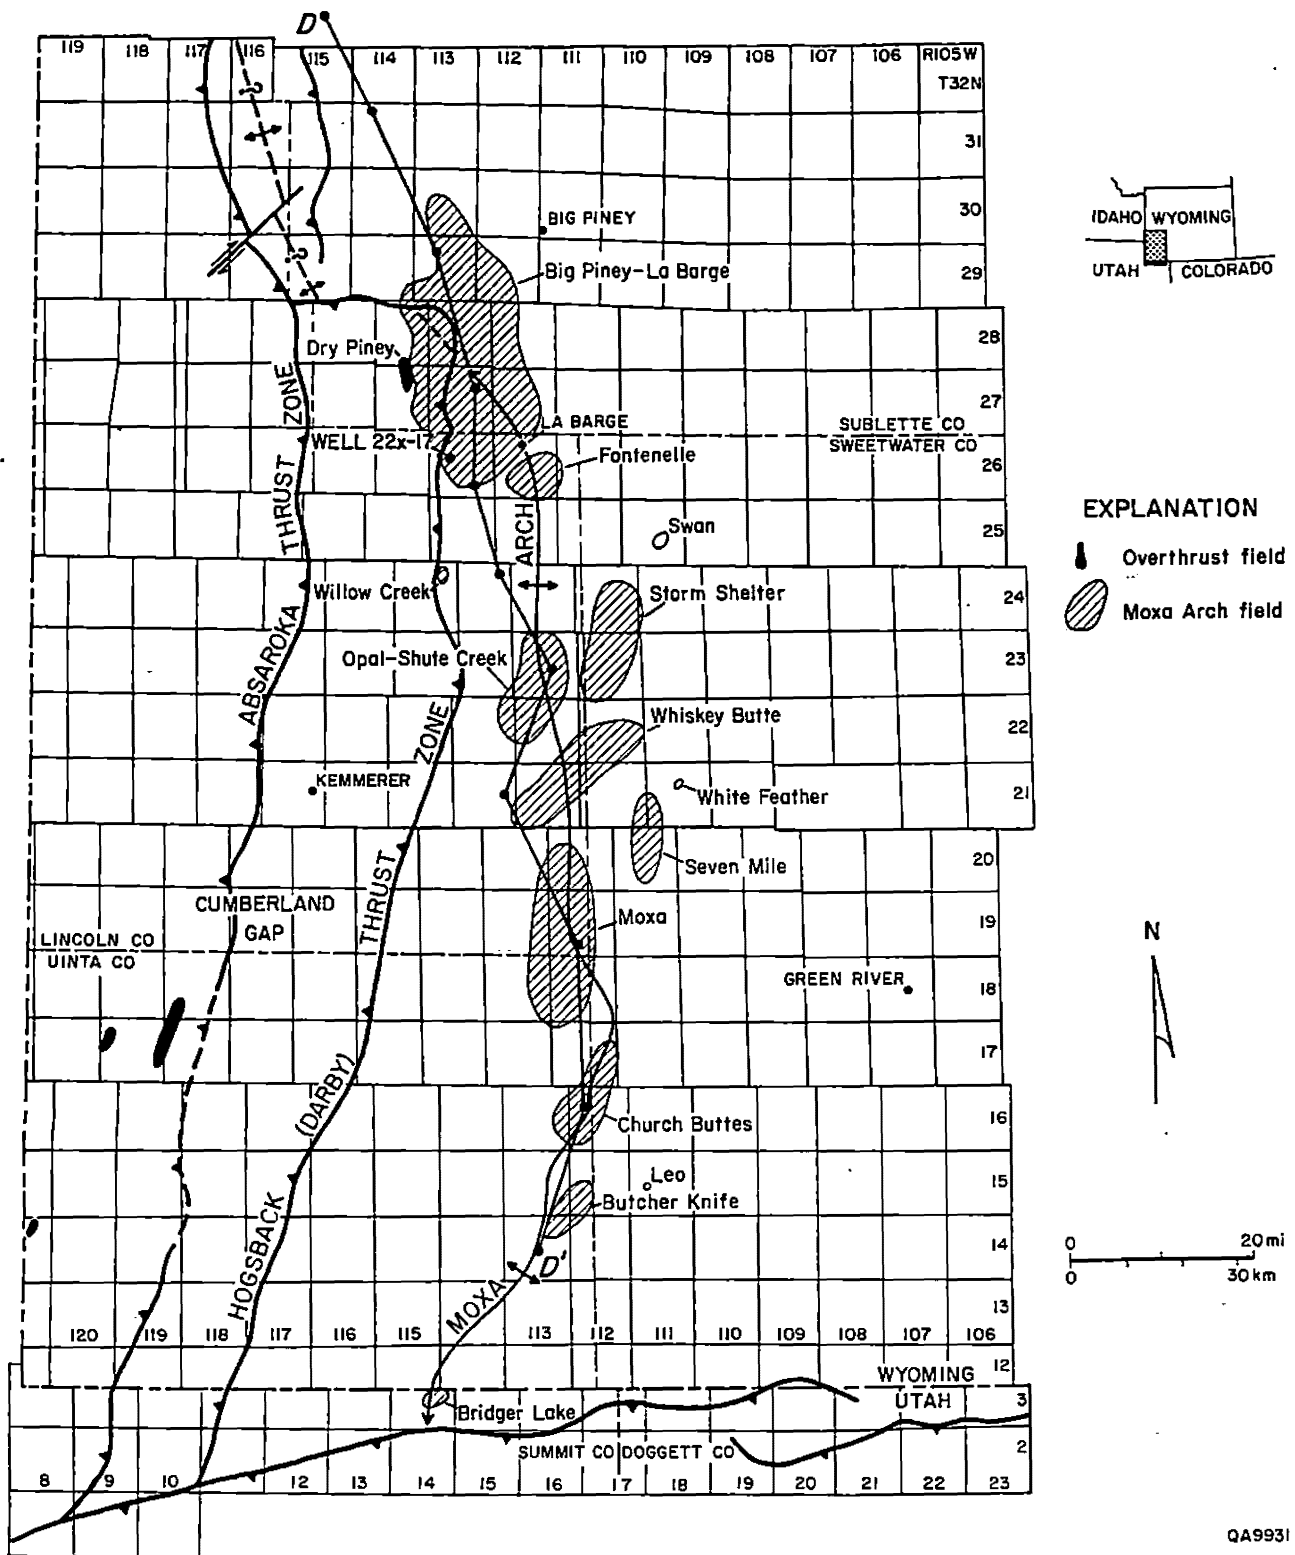 D
119 118 117 116 115 114 113 112 111 110 109 108 107 106 R105W
T32N
31
30
BIG PINEY
29
Big Piney-La Barge
28
Dry Piney
27
LA BARGE
SUBLETTE CO
SWEETWATER CO
WELL 22x-17
Fontenelle
26
25
Swan
ARCH
Willow Creek
Storm Shelter
24
Opal-Shute Creek
23
Whiskey Butte
22
KEMMERER
White Feather
21
Seven Mile
20
CUMBERLAND
GAP
Moxa
19
LINCOLN CO
UINTA CO
GREEN RIVER
18
17
Church Buttes
16
Leo
15
Butcher Knife
14
D'
13
MOXA
ABSAROKA THRUST ZONE
HOGSBACK (DARBY) THRUST ZONE
120 119 118 117 116 115 113 112 111 110 109 108 107 106
12
WYOMING
UTAH
3
Bridger Lake
SUMMIT CO DOGGETT CO
2
8 9 10 12 13 14 15 16 17 18 19 20 21 22 23
? ?
IDAHO WYOMING
UTAH COLORADO
EXPLANATION
Overthrust field
Moxa Arch field
N
0 20 mi
0 30 km
QA9931